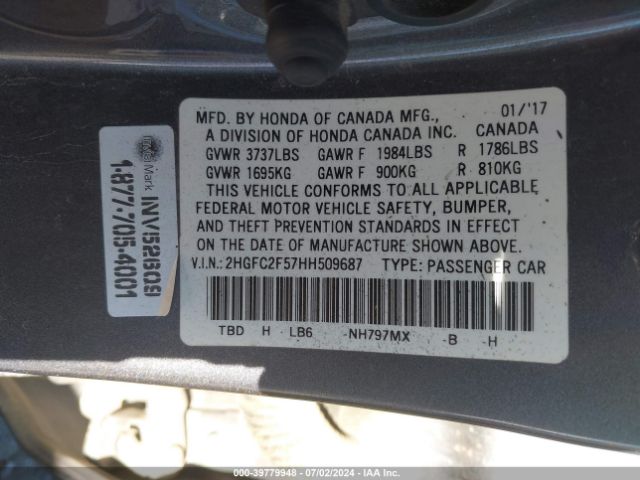 MFD. BY HONDA OF CANADA MFG., 01/'17
A DIVISION OF HONDA CANADA INC. CANADA
GVWR 3737LBS GAWR F 1984LBS R 1786LBS
GVWR 1695KG GAWR F 900KG R 810KG
THIS VEHICLE CONFORMS TO ALL APPLICABLE
FEDERAL MOTOR VEHICLE SAFETY, BUMPER,
AND THEFT PREVENTION STANDARDS IN EFFECT
ON THE DATE OF MANUFACTURE SHOWN ABOVE.
V.I.N.: 2HGFC2F57HH509687 TYPE: PASSENGER CAR
TBD H LB6 -NH797MX -B -H
Mark INV152809
1-877-705-4001
000-39779948 - 07/02/2024 - IAA Inc.